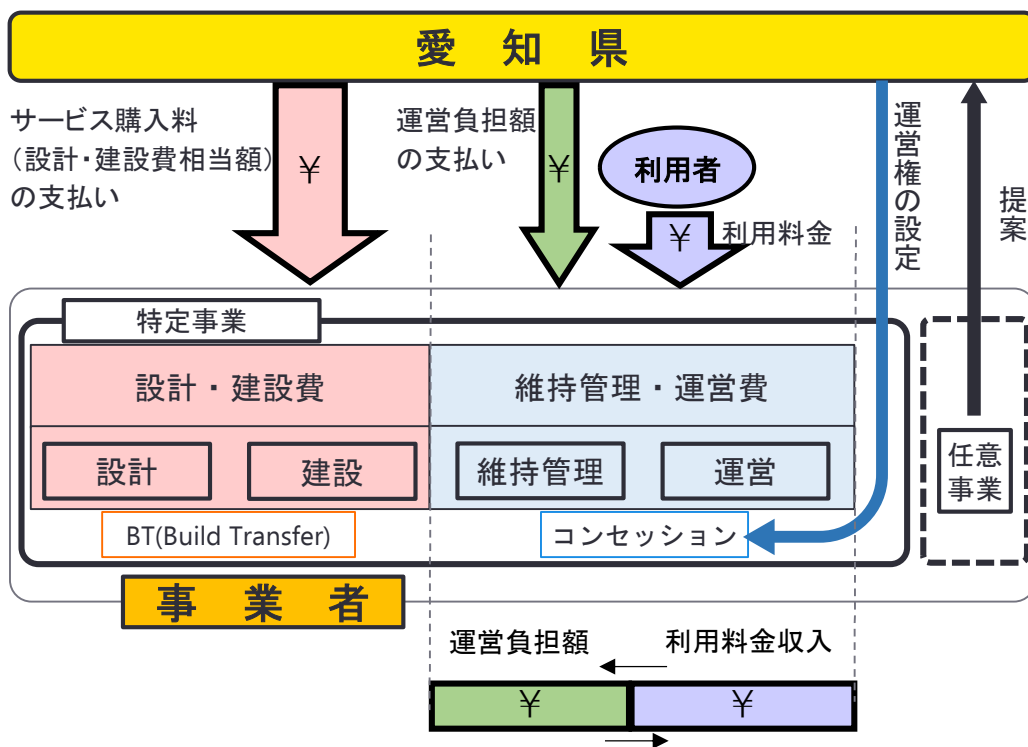 愛 知 県
サービス購入料
（設計・建設費相当額）
の支払い
￥
運営負担額
の支払い
￥
利用者
￥
利用料金
運営権の設定
提案
特定事業
設計・建設費
維持管理・運営費
設計
建設
維持管理
運営
任意
事業
BT(Build Transfer)
コンセッション
事 業 者
運営負担額
利用料金収入
￥
￥